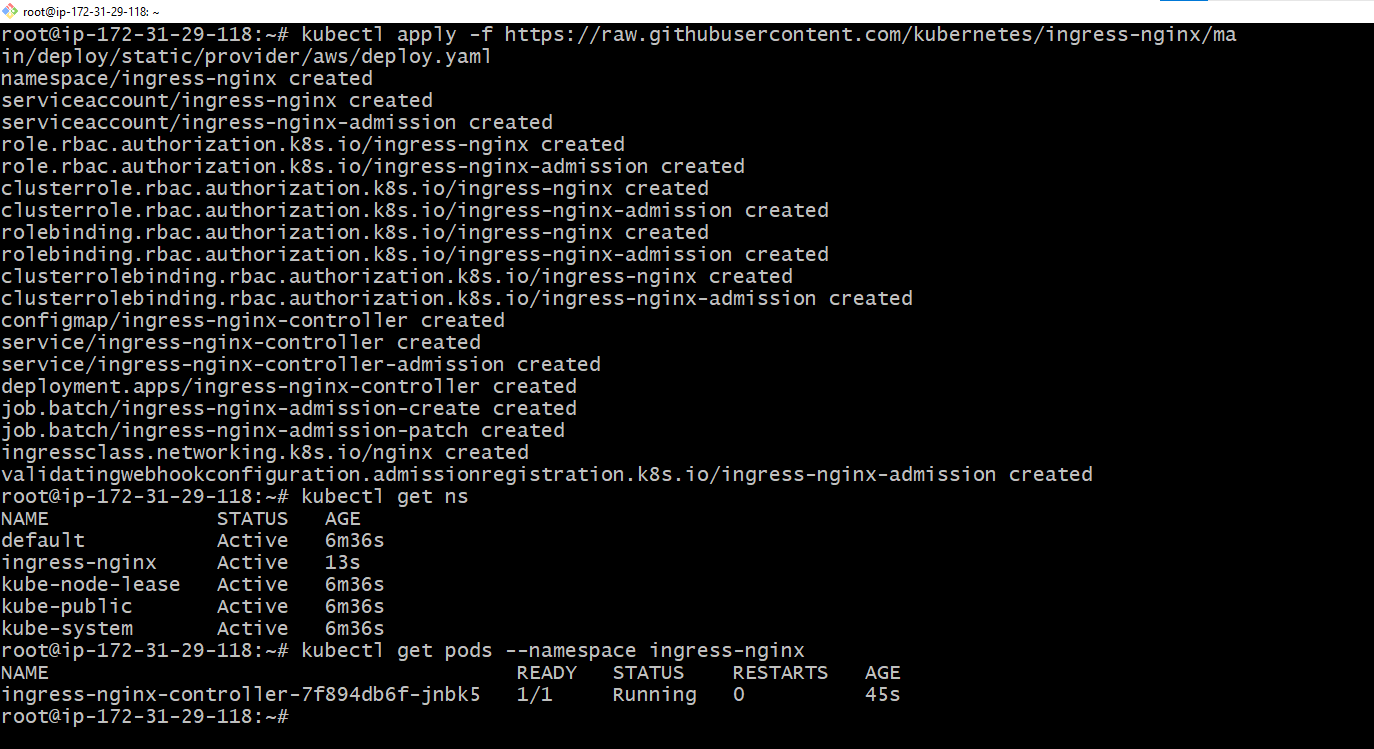 root@ip-172-31-29-118: ~
root@ip-172-31-29-118:~# kubectl apply -f https://raw.githubusercontent.com/kubernetes/ingress-nginx/ma
in/deploy/static/provider/aws/deploy.yaml
namespace/ingress-nginx created
serviceaccount/ingress-nginx created
serviceaccount/ingress-nginx-admission created
role.rbac.authorization.k8s.io/ingress-nginx created
role.rbac.authorization.k8s.io/ingress-nginx-admission created
clusterrole.rbac.authorization.k8s.io/ingress-nginx created
clusterrole.rbac.authorization.k8s.io/ingress-nginx-admission created
rolebinding.rbac.authorization.k8s.io/ingress-nginx created
rolebinding.rbac.authorization.k8s.io/ingress-nginx-admission created
clusterrolebinding.rbac.authorization.k8s.io/ingress-nginx created
clusterrolebinding.rbac.authorization.k8s.io/ingress-nginx-admission created
configmap/ingress-nginx-controller created
service/ingress-nginx-controller created
service/ingress-nginx-controller-admission created
deployment.apps/ingress-nginx-controller created
job.batch/ingress-nginx-admission-create created
job.batch/ingress-nginx-admission-patch created
ingressclass.networking.k8s.io/nginx created
validatingwebhookconfiguration.admissionregistration.k8s.io/ingress-nginx-admission created
root@ip-172-31-29-118:~# kubectl get ns
NAME              STATUS   AGE
default           Active   6m36s
ingress-nginx     Active   13s
kube-node-lease   Active   6m36s
kube-public       Active   6m36s
kube-system       Active   6m36s
root@ip-172-31-29-118:~# kubectl get pods --namespace ingress-nginx
NAME                                       READY   STATUS    RESTARTS   AGE
ingress-nginx-controller-7f894db6f-jnbk5   1/1     Running   0          45s
root@ip-172-31-29-118:~#